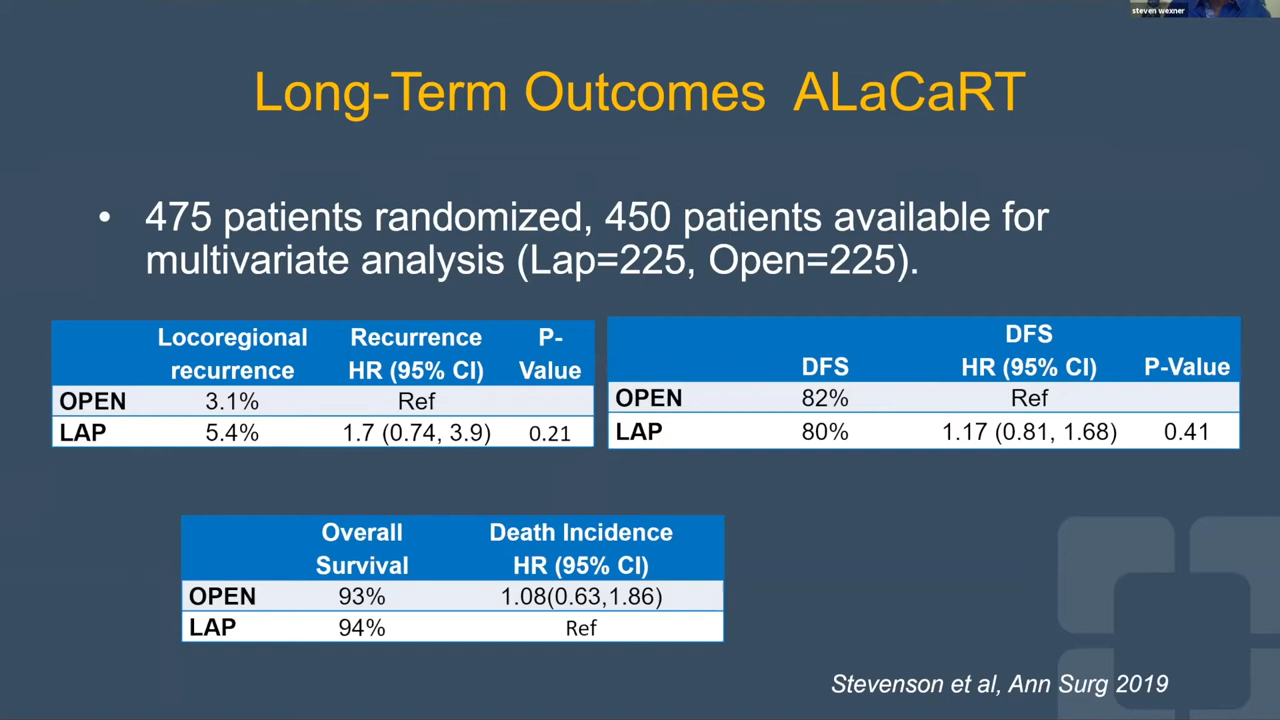 steven wexner
Long-Term Outcomes ALaCaRT
• 475 patients randomized, 450 patients available for
multivariate analysis (Lap=225, Open=225).
Locoregional recurrence Recurrence HR (95% CI) P-Value
OPEN 3.1% Ref
LAP 5.4% 1.7 (0.74, 3.9) 0.21
DFS DFS HR (95% CI) P-Value
OPEN 82% Ref
LAP 80% 1.17 (0.81, 1.68) 0.41
Overall Survival Death Incidence HR (95% CI)
OPEN 93% 1.08(0.63,1.86)
LAP 94% Ref
Stevenson et al, Ann Surg 2019